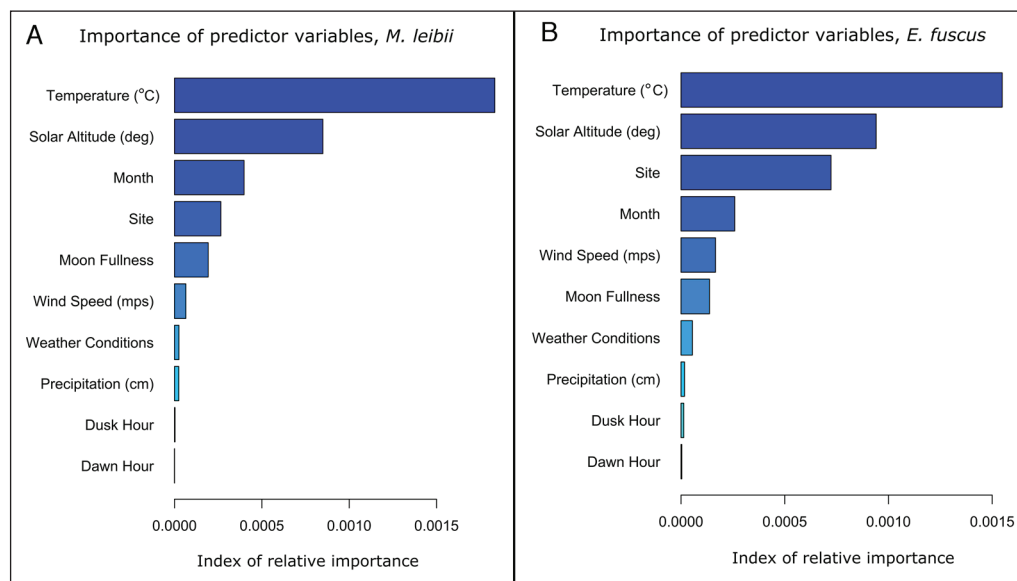 A
Importance of predictor variables, M. leibii
Temperature (°C)
Solar Altitude (deg)
Month
Site
Moon Fullness
Wind Speed (mps)
Weather Conditions
Precipitation (cm)
Dusk Hour
Dawn Hour
0.0000 0.0005 0.0010 0.0015
Index of relative importance
B
Importance of predictor variables, E. fuscus
Temperature (°C)
Solar Altitude (deg)
Site
Month
Wind Speed (mps)
Moon Fullness
Weather Conditions
Precipitation (cm)
Dusk Hour
Dawn Hour
0.0000 0.0005 0.0010 0.0015
Index of relative importance